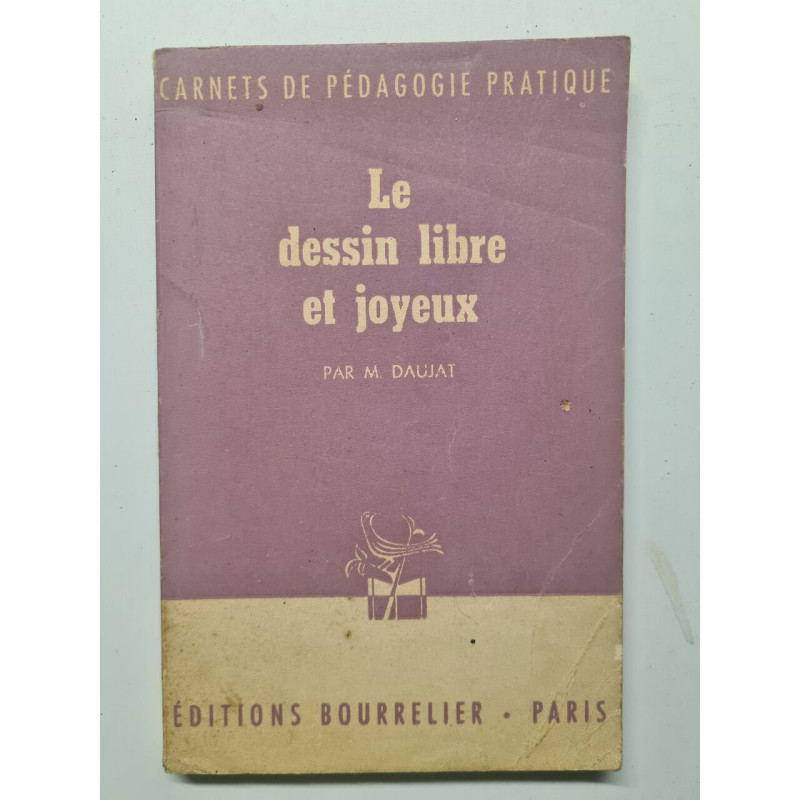 CARNETS DE PÉDAGOGIE PRATIQUE
Le
dessin libre
et joyeux
PAR M. DAUJAT
ÉDITIONS BOURRELIER • PARIS